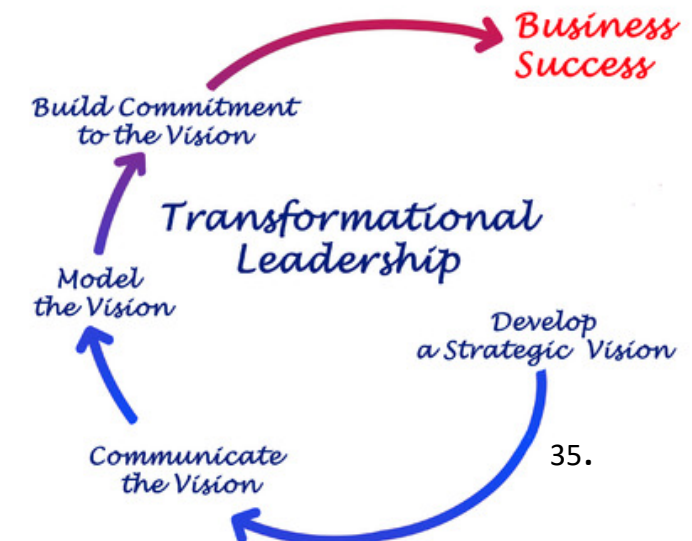 Business
Success
Build Commitment
to the Vision
Transformational
Leadership
Model
the Vision
Develop
a Strategic Vision
Communicate
the Vision
35.